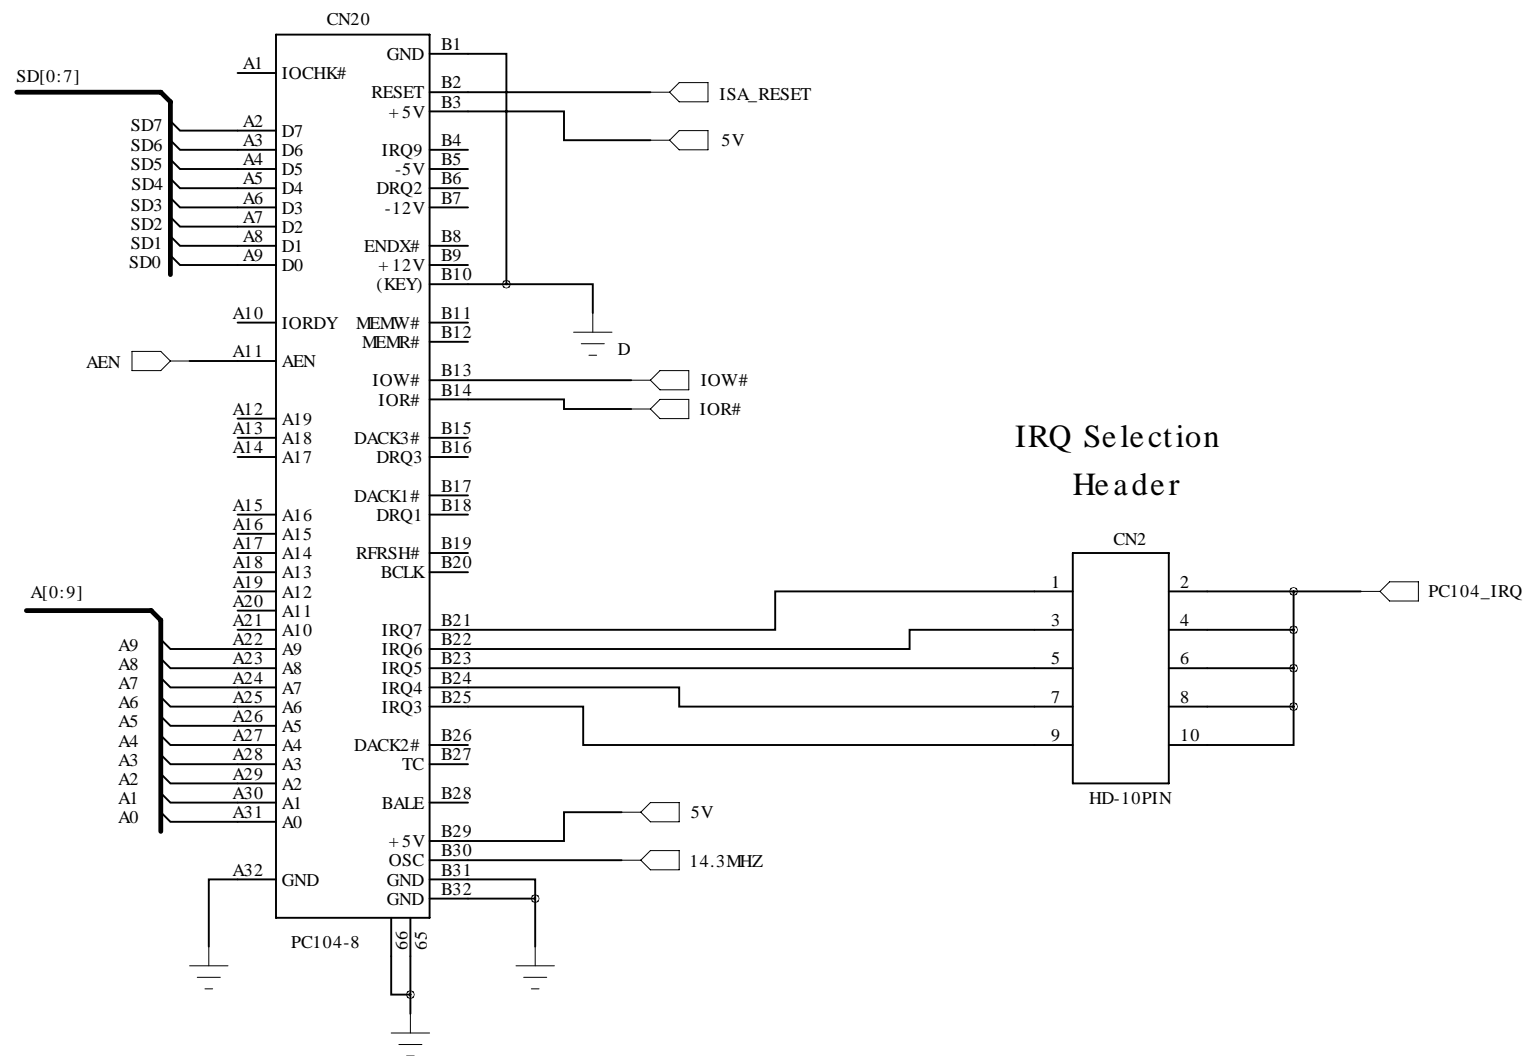 CN20
SD[0:7]
A1 IOCHK#
SD7 A2 D7
SD6 A3 D6
SD5 A4 D5
SD4 A5 D4
SD3 A6 D3
SD2 A7 D2
SD1 A8 D1
SD0 A9 D0
A10 IORDY
AEN A11 AEN
A12 A19
A13 A18
A14 A17
A15 A16
A16 A15
A17 A14
A18 A13
A19 A12
A20 A11
A21 A10
A[0:9]
A9 A22 A9
A8 A23 A8
A7 A24 A7
A6 A25 A6
A5 A26 A5
A4 A27 A4
A3 A28 A3
A2 A29 A2
A1 A30 A1
A0 A31 A0
A32 GND
GND B1
RESET B2 ISA_RESET
+5V B3 5V
IRQ9 B4
-5V B5
DRQ2 B6
-12V B7
ENDX# B8
+12V B9
(KEY) B10
D
MEMW# B11
MEMR# B12
IOW# B13 IOW#
IOR# B14 IOR#
DACK3# B15
DRQ3 B16
DACK1# B17
DRQ1 B18
RFRSH# B19
BCLK B20
IRQ7 B21
IRQ6 B22
IRQ5 B23
IRQ4 B24
IRQ3 B25
DACK2# B26
TC B27
BALE B28
+5V B29 5V
OSC B30 14.3MHZ
GND B31
GND B32
PC104-8
66
65
IRQ Selection
Header
CN2
1 2 PC104_IRQ
3 4
5 6
7 8
9 10
HD-10PIN